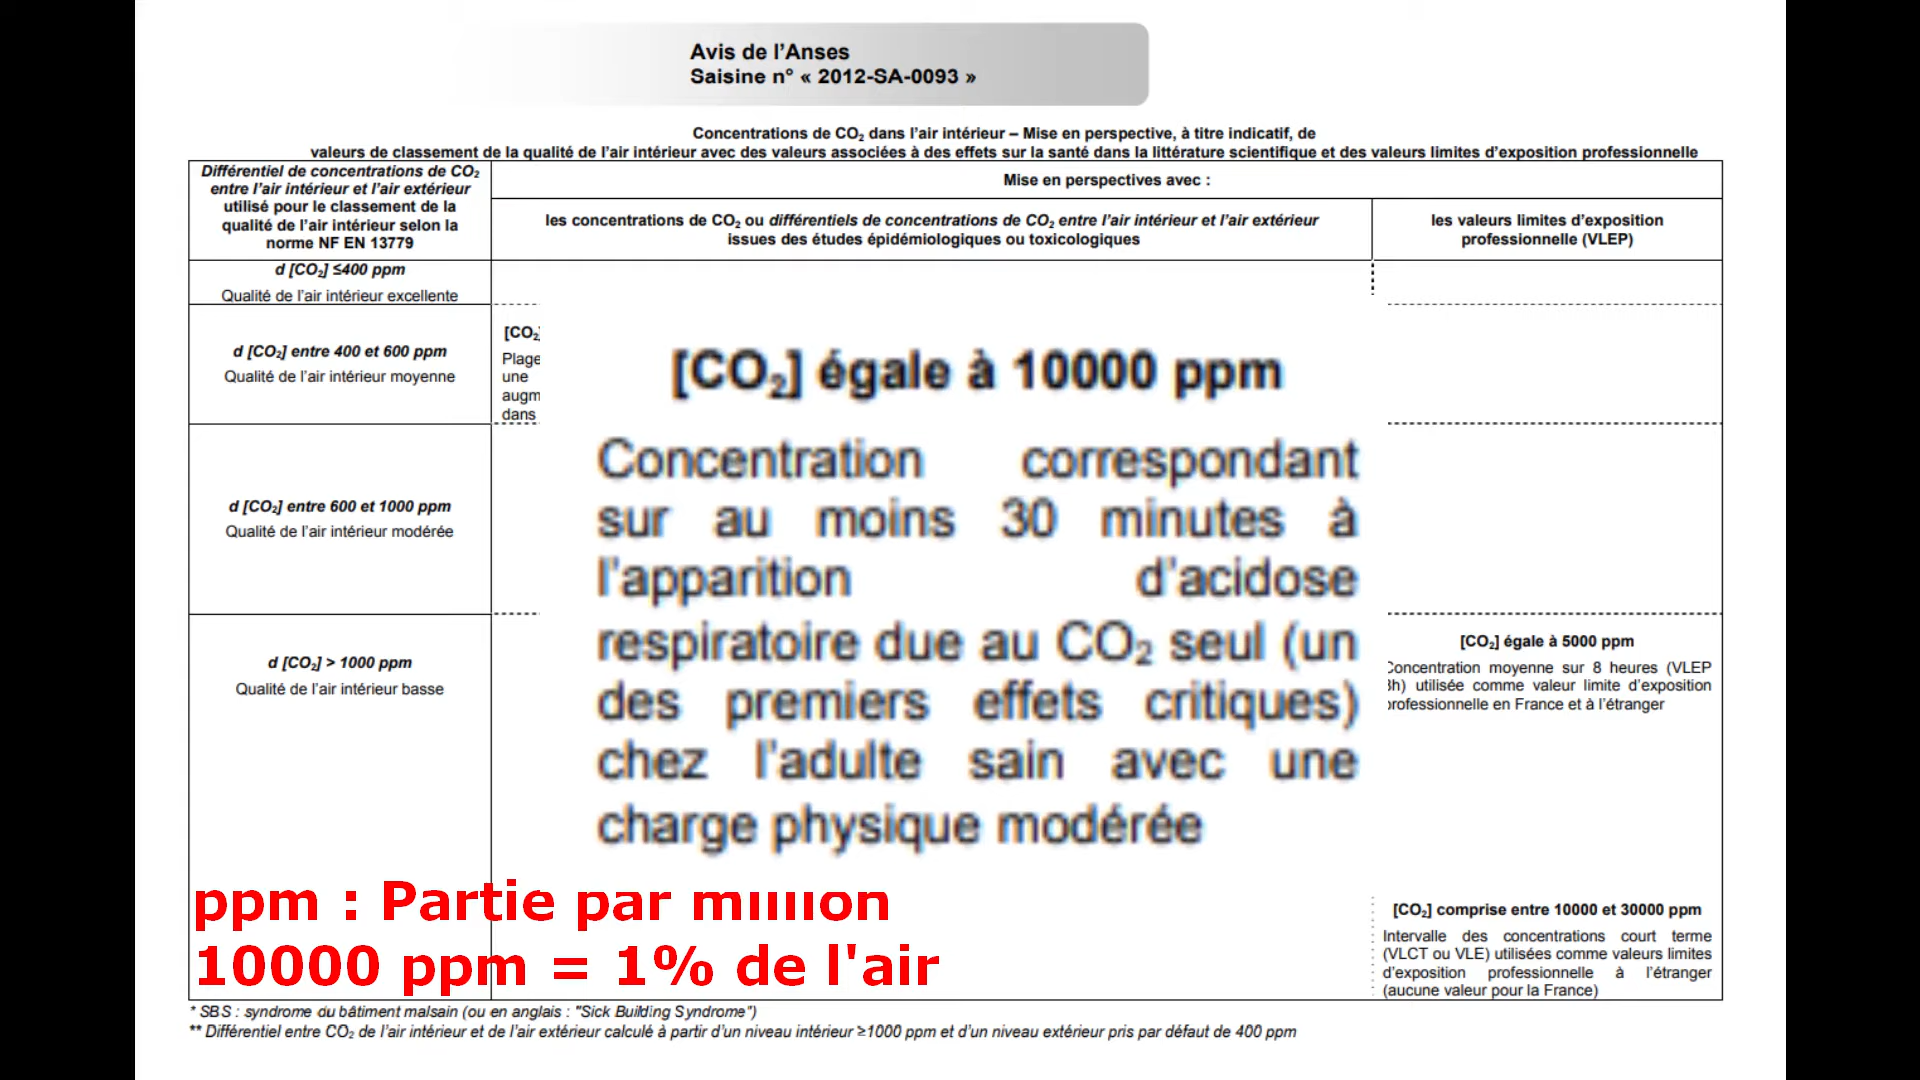 Avis de l'Anses
Saisine n° « 2012-SA-0093 »
Concentrations de CO₂ dans l'air intérieur – Mise en perspective, à titre indicatif, de
valeurs de classement de la qualité de l'air intérieur avec des valeurs associées à des effets sur la santé dans la littérature scientifique et des valeurs limites d'exposition professionnelle
Différentiel de concentrations de CO₂
entre l'air intérieur et l'air extérieur
utilisé pour le classement de la
qualité de l'air intérieur selon la
norme NF EN 13779
Mise en perspectives avec :
les concentrations de CO₂ ou différentiels de concentrations de CO₂ entre l'air intérieur et l'air extérieur
issues des études épidémiologiques ou toxicologiques
les valeurs limites d'exposition
professionnelle (VLEP)
d [CO₂] ≤400 ppm
Qualité de l'air intérieur excellente
d [CO₂] entre 400 et 600 ppm
Qualité de l'air intérieur moyenne
[CO₂]
Plage
une
augm
dans
d [CO₂] entre 600 et 1000 ppm
Qualité de l'air intérieur modérée
d [CO₂] > 1000 ppm
Qualité de l'air intérieur basse
[CO₂] égale à 10000 ppm
Concentration correspondant
sur au moins 30 minutes à
l'apparition d'acidose
respiratoire due au CO₂ seul (un
des premiers effets critiques)
chez l'adulte sain avec une
charge physique modérée
[CO₂] égale à 5000 ppm
Concentration moyenne sur 8 heures (VLEP
8h) utilisée comme valeur limite d'exposition
professionnelle en France et à l'étranger
[CO₂] comprise entre 10000 et 30000 ppm
Intervalle des concentrations court terme
(VLCT ou VLE) utilisées comme valeurs limites
d'exposition professionnelle à l'étranger
(aucune valeur pour la France)
ppm : Partie par million
10000 ppm = 1% de l'air
* SBS : syndrome du bâtiment malsain (ou en anglais : "Sick Building Syndrome")
** Différentiel entre CO₂ de l'air intérieur et de l'air extérieur calculé à partir d'un niveau intérieur ≥1000 ppm et d'un niveau extérieur pris par défaut de 400 ppm